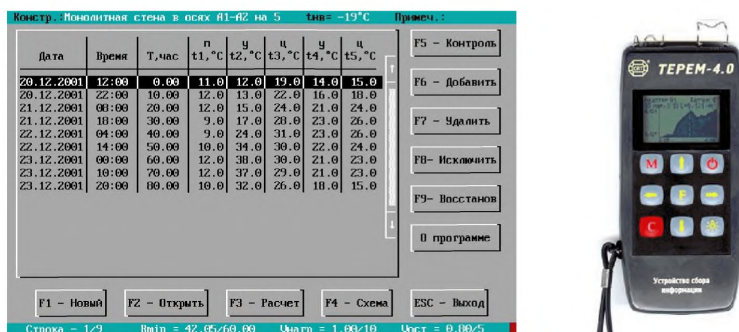 Констр.:Монолитная стена в осях А1-А2 на 5 tнв= -19°С Примеч.:
п у ц у ц
Дата Время Т,час t1,°C t2,°C t3,°C t4,°C t5,°C
20.12.2001 12:00 0.00 11.0 12.0 19.0 14.0 15.0
20.12.2001 22:00 10.00 12.0 13.0 22.0 16.0 18.0
21.12.2001 08:00 20.00 12.0 15.0 24.0 21.0 24.0
21.12.2001 18:00 30.00 9.0 17.0 28.0 23.0 26.0
22.12.2001 04:00 40.00 9.0 24.0 31.0 23.0 26.0
22.12.2001 14:00 50.00 10.0 34.0 30.0 22.0 24.0
23.12.2001 00:00 60.00 12.0 38.0 30.0 21.0 23.0
23.12.2001 10:00 70.00 12.0 37.0 29.0 21.0 23.0
23.12.2001 20:00 80.00 10.0 32.0 26.0 18.0 15.0
F5 - Контроль
F6 - Добавить
F7 - Удалить
F8- Исключить
F9- Восстанов
О программе
F1 - Новый F2 - Открыть F3 - Расчет F4 - Схема ESC - Выход
Строка - 1/9 Rmin = 42.05/60.00 Vнагр = 1.00/10 Vост = 0.80/5
ТЕРЕМ-4.0
М
F
С
Устройство сбора
информации